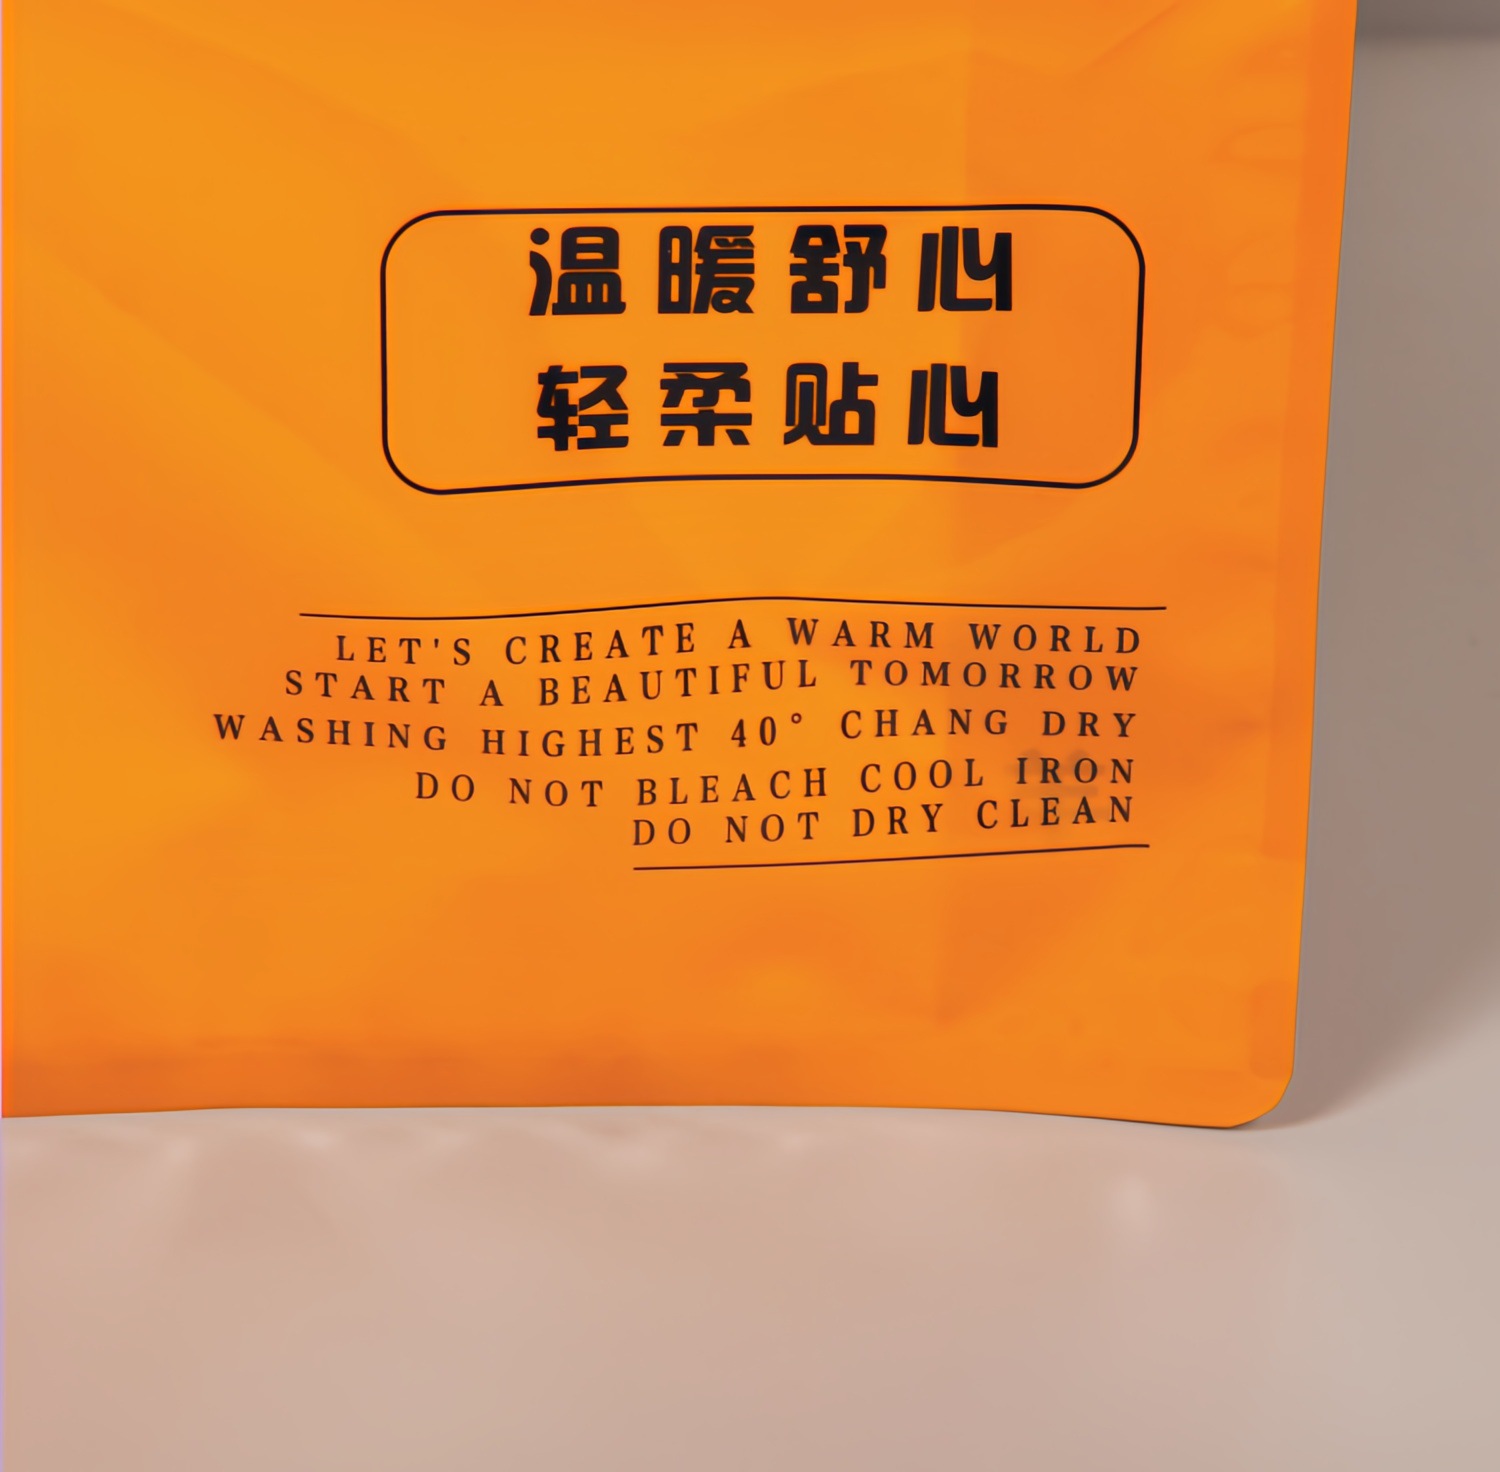 温暖舒心
轻柔贴心
LET'S CREATE A WARM WORLD
START A BEAUTIFUL TOMORROW
WASHING HIGHEST 40° CHANG DRY
DO NOT BLEACH COOL IRON
DO NOT DRY CLEAN